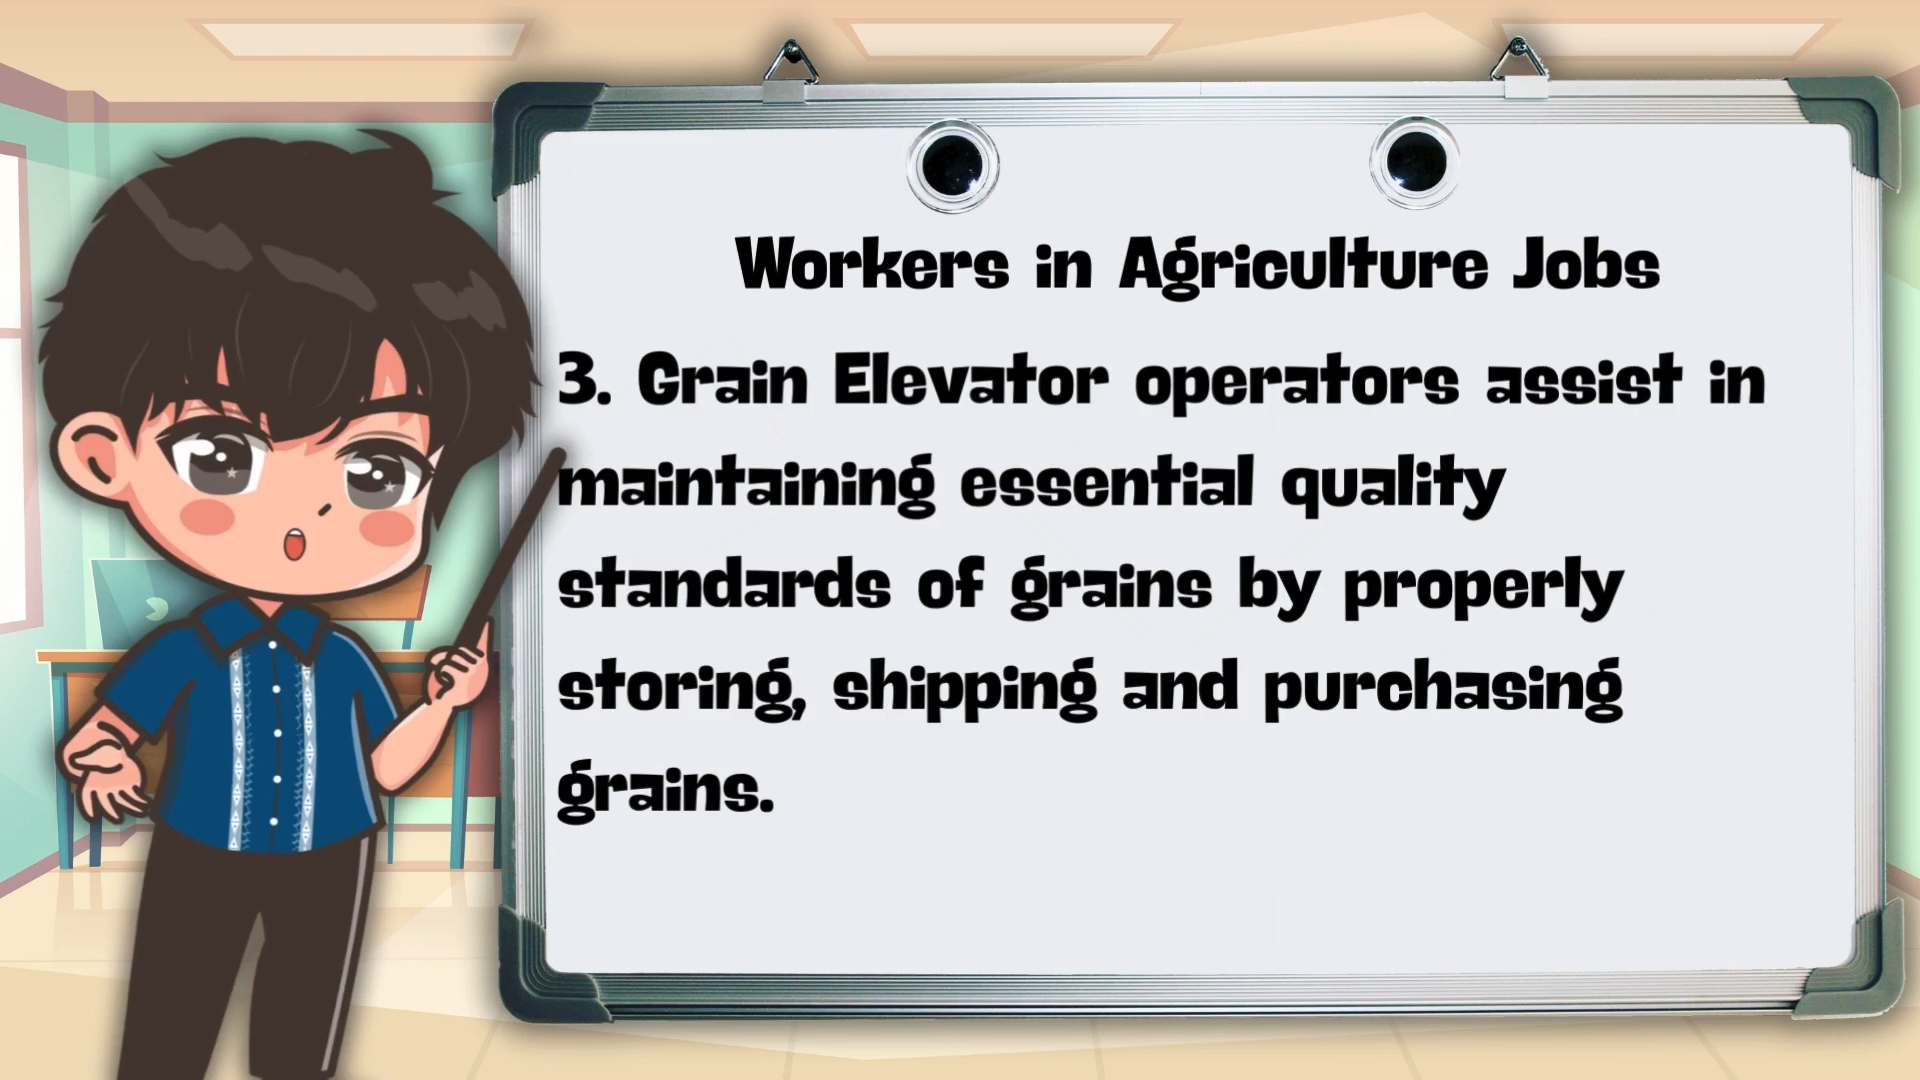 Workers in Agriculture Jobs
3. Grain Elevator operators assist in
maintaining essential quality
standards of grains by properly
storing, shipping and purchasing
grains.